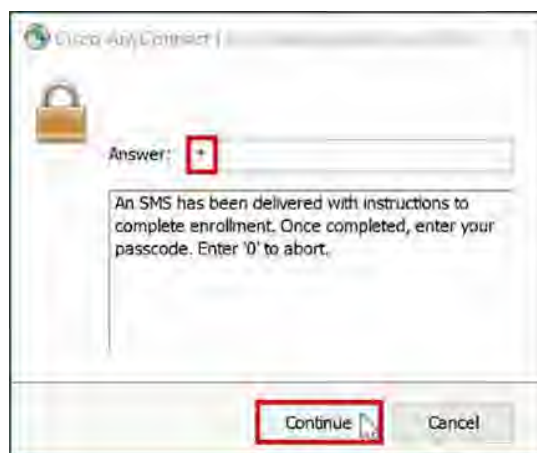 Cisco AnyConnect |
Answer: *
An SMS has been delivered with instructions to
complete enrollment. Once completed, enter your
passcode. Enter '0' to abort.
Continue
Cancel